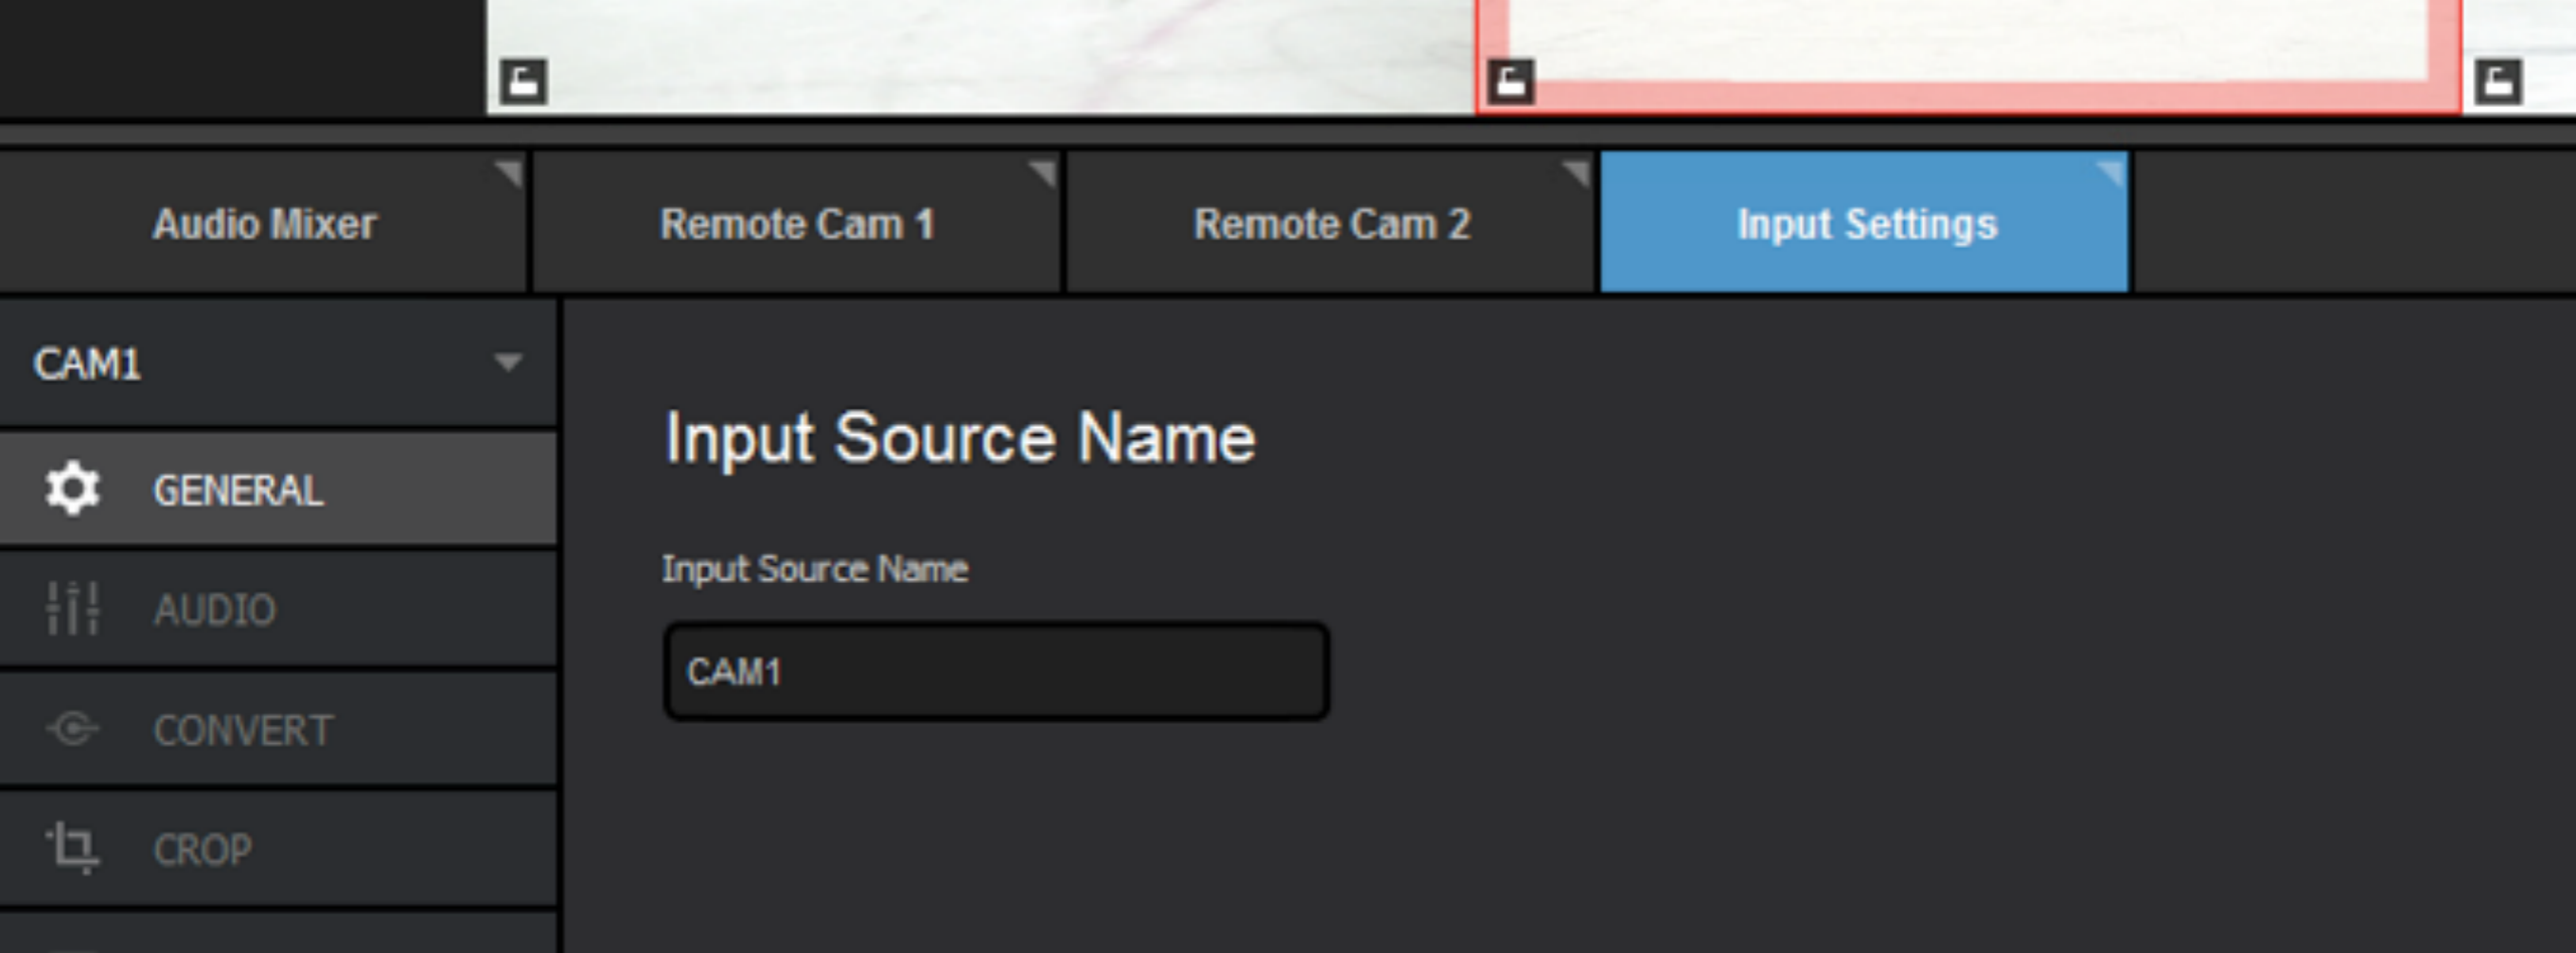 Audio Mixer
Remote Cam 1
Remote Cam 2
Input Settings
CAM1
GENERAL
AUDIO
CONVERT
CROP
Input Source Name
Input Source Name
CAM1